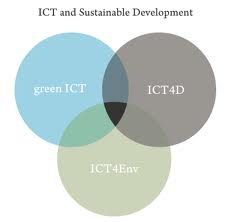 ICT and Sustainable Development
green ICT
ICT4D
ICT4Env